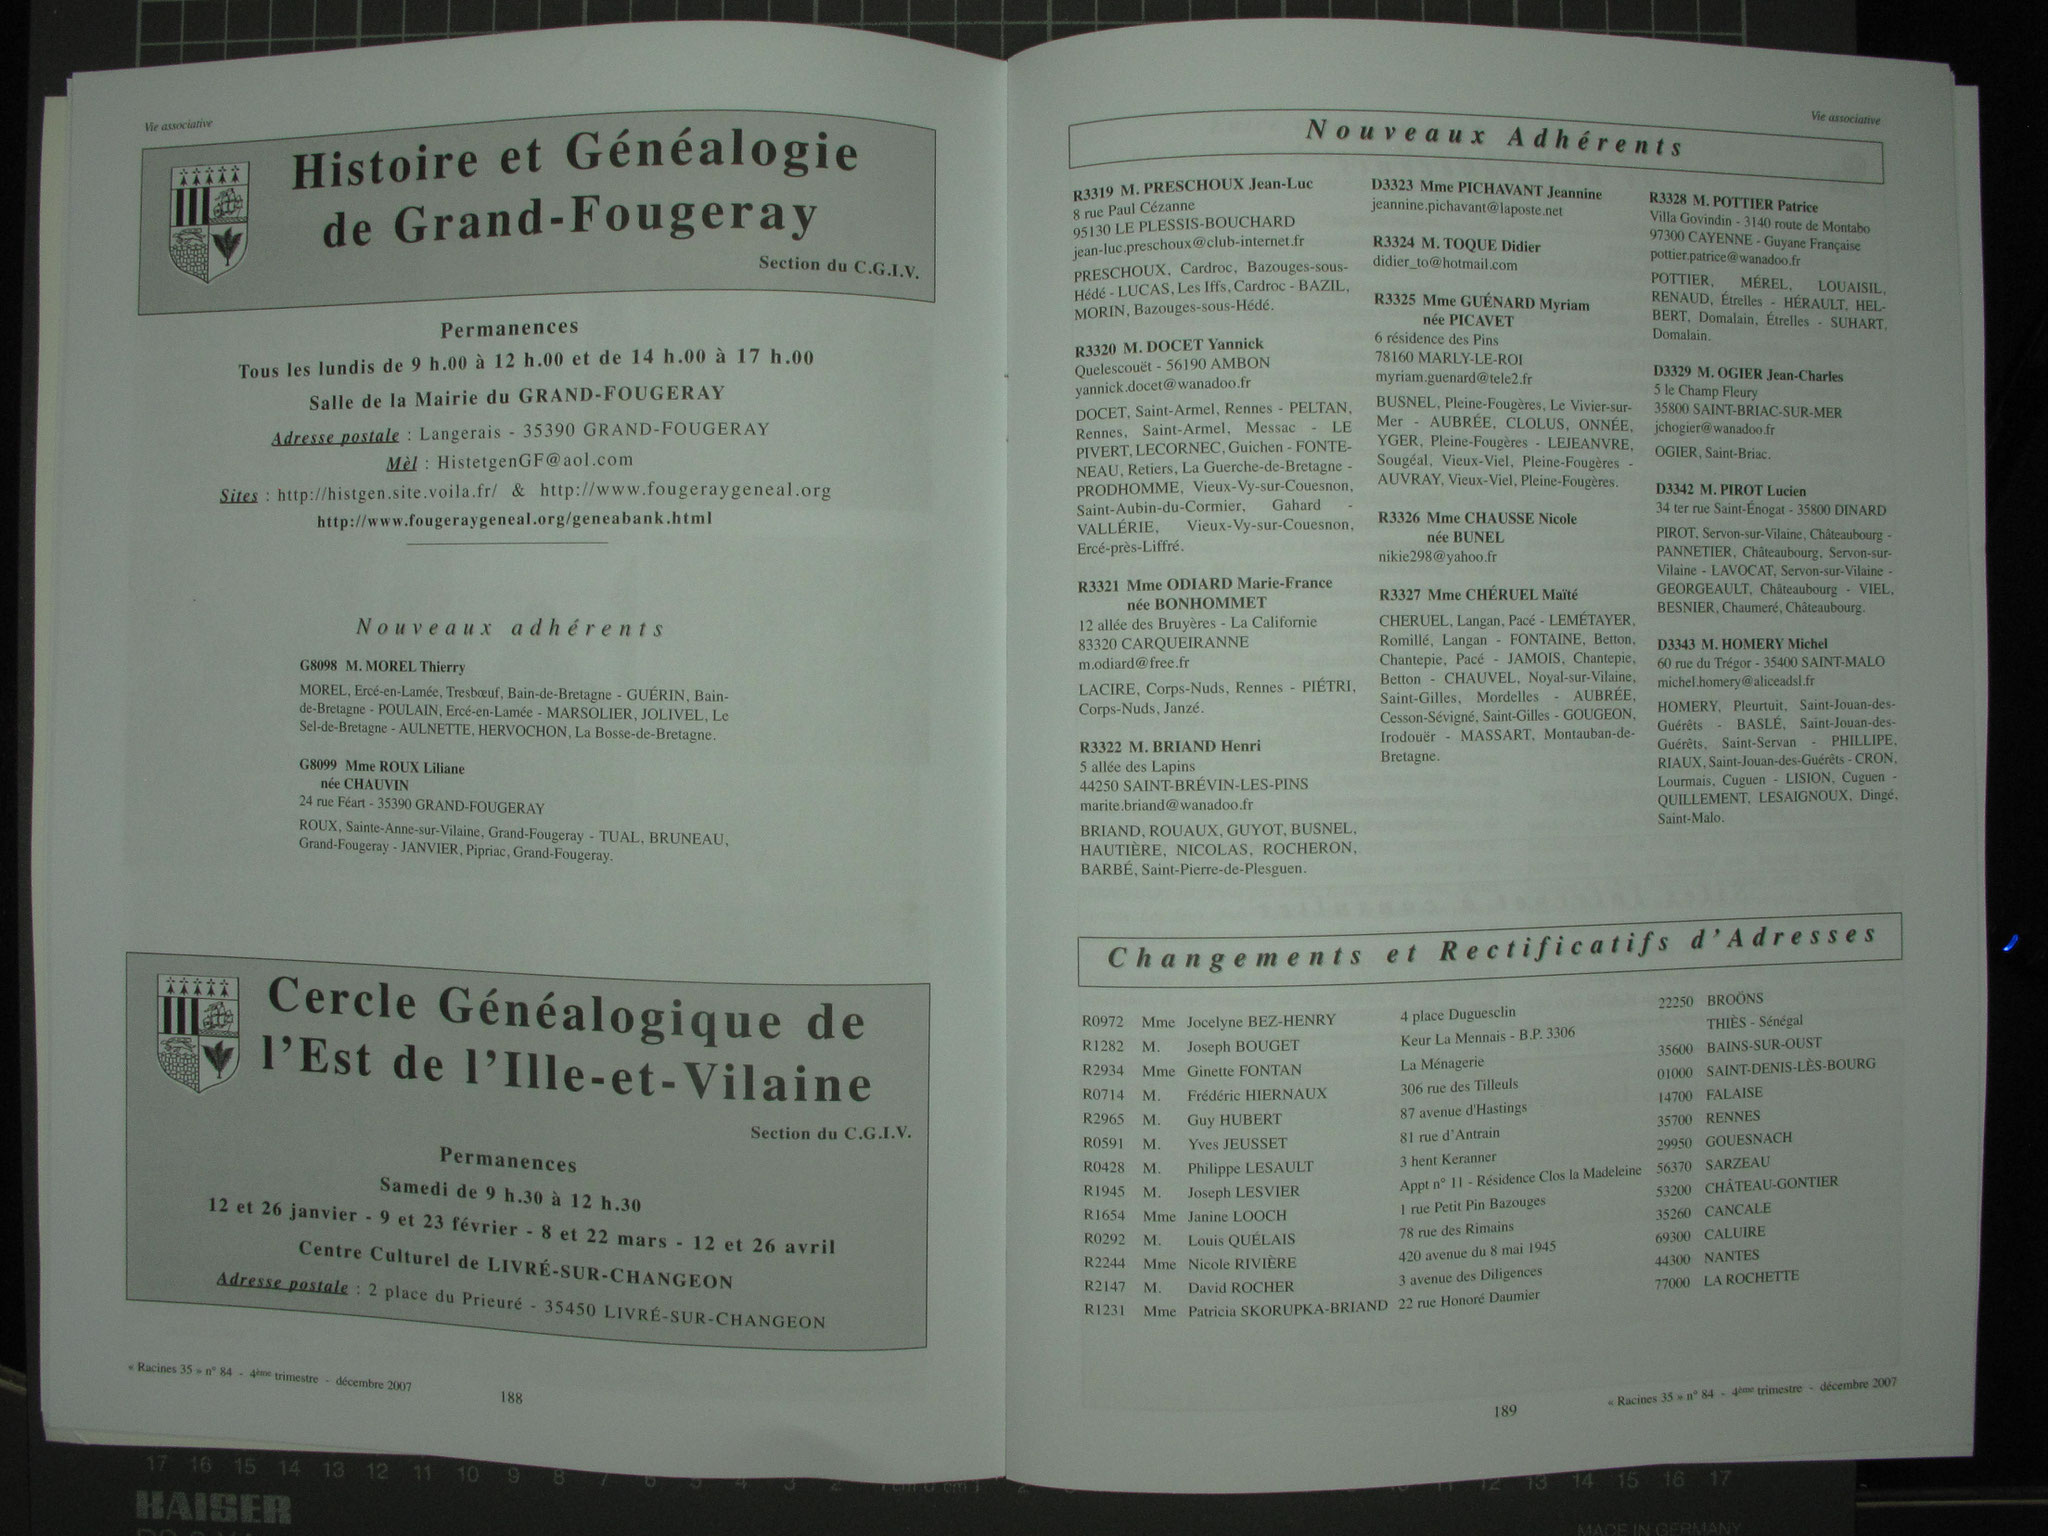 Vie associative
Histoire et Généalogie
de Grand-Fougeray
Section du C.G.I.V.
Permanences
Tous les lundis de 9 h.00 à 12 h.00 et de 14 h.00 à 17 h.00
Salle de la Mairie du GRAND-FOUGERAY
Adresse postale : Langerais - 35390 GRAND-FOUGERAY
Mèl : HistetgenGF@aol.com
Sites : http://histgen.site.voila.fr/ & http://www.fougeraygeneal.org
http://www.fougeraygeneal.org/geneabank.html
Nouveaux adhérents
G8098 M. MOREL Thierry
MOREL, Ercé-en-Lamée, Tresbœuf, Bain-de-Bretagne - GUÉRIN, Bain-
de-Bretagne - POULAIN, Ercé-en-Lamée - MARSOLIER, JOLIVEL, Le
Sel-de-Bretagne - AULNETTE, HERVOCHON, La Bosse-de-Bretagne.
G8099 Mme ROUX Liliane
née CHAUVIN
24 rue Féart - 35390 GRAND-FOUGERAY
ROUX, Sainte-Anne-sur-Vilaine, Grand-Fougeray - TUAL, BRUNEAU,
Grand-Fougeray - JANVIER, Pipriac, Grand-Fougeray.
Cercle Généalogique de
l'Est de l'Ille-et-Vilaine
Section du C.G.I.V.
Permanences
Samedi de 9 h.30 à 12 h.30
12 et 26 janvier - 9 et 23 février - 8 et 22 mars - 12 et 26 avril
Centre Culturel de LIVRÉ-SUR-CHANGEON
Adresse postale : 2 place du Prieuré - 35450 LIVRÉ-SUR-CHANGEON
« Racines 35 » n° 84 - 4ème trimestre - décembre 2007
188
Vie associative
Nouveaux Adhérents
R3319 M. PRESCHOUX Jean-Luc
8 rue Paul Cézanne
95130 LE PLESSIS-BOUCHARD
jean-luc.preschoux@club-internet.fr
PRESCHOUX, Cardroc, Bazouges-sous-
Hédé - LUCAS, Les Iffs, Cardroc - BAZIL,
MORIN, Bazouges-sous-Hédé.
R3320 M. DOCET Yannick
Quelescouët - 56190 AMBON
yannick.docet@wanadoo.fr
DOCET, Saint-Armel, Rennes - PELTAN,
Rennes, Saint-Armel, Messac - LE
PIVERT, LECORNEC, Guichen - FONTE-
NEAU, Retiers, La Guerche-de-Bretagne -
PRODHOMME, Vieux-Vy-sur-Couesnon,
Saint-Aubin-du-Cormier, Gahard -
VALLÉRIE, Vieux-Vy-sur-Couesnon,
Ercé-près-Liffré.
R3321 Mme ODIARD Marie-France
née BONHOMMET
12 allée des Bruyères - La Californie
83320 CARQUEIRANNE
m.odiard@free.fr
LACIRE, Corps-Nuds, Rennes - PIÉTRI,
Corps-Nuds, Janzé.
R3322 M. BRIAND Henri
5 allée des Lapins
44250 SAINT-BRÉVIN-LES-PINS
marite.briand@wanadoo.fr
BRIAND, ROUAUX, GUYOT, BUSNEL,
HAUTIÈRE, NICOLAS, ROCHERON,
BARBÉ, Saint-Pierre-de-Plesguen.
D3323 Mme PICHAVANT Jeannine
jeannine.pichavant@laposte.net
R3324 M. TOQUE Didier
didier_to@hotmail.com
R3325 Mme GUÉNARD Myriam
née PICAVET
6 résidence des Pins
78160 MARLY-LE-ROI
myriam.guenard@tele2.fr
BUSNEL, Pleine-Fougères, Le Vivier-sur-
Mer - AUBRÉE, CLOLUS, ONNÉE,
YGER, Pleine-Fougères - LEJEANVRE,
Sougéal, Vieux-Viel, Pleine-Fougères -
AUVRAY, Vieux-Viel, Pleine-Fougères.
R3326 Mme CHAUSSE Nicole
née BUNEL
nikie298@yahoo.fr
R3327 Mme CHÉRUEL Maïté
CHERUEL, Langan, Pacé - LEMÉTAYER,
Romillé, Langan - FONTAINE, Betton,
Chantepie, Pacé - JAMOIS, Chantepie,
Betton - CHAUVEL, Noyal-sur-Vilaine,
Saint-Gilles, Mordelles - AUBRÉE,
Cesson-Sévigné, Saint-Gilles - GOUGEON,
Irodouër - MASSART, Montauban-de-
Bretagne.
R3328 M. POTTIER Patrice
Villa Govindin - 3140 route de Montabo
97300 CAYENNE - Guyane Française
pottier.patrice@wanadoo.fr
POTTIER, MÉREL, LOUAISIL,
RENAUD, Étrelles - HÉRAULT, HEL-
BERT, Domalain, Étrelles - SUHART,
Domalain.
D3329 M. OGIER Jean-Charles
5 le Champ Fleury
35800 SAINT-BRIAC-SUR-MER
jchogier@wanadoo.fr
OGIER, Saint-Briac.
D3342 M. PIROT Lucien
34 ter rue Saint-Énogat - 35800 DINARD
PIROT, Servon-sur-Vilaine, Châteaubourg -
PANNETIER, Châteaubourg, Servon-sur-
Vilaine - LAVOCAT, Servon-sur-Vilaine -
GEORGEAULT, Châteaubourg - VIEL,
BESNIER, Chaumeré, Châteaubourg.
D3343 M. HOMERY Michel
60 rue du Trégor - 35400 SAINT-MALO
michel.homery@aliceadsl.fr
HOMERY, Pleurtuit, Saint-Jouan-des-
Guérêts - BASLÉ, Saint-Jouan-des-
Guérêts, Saint-Servan - PHILLIPE,
RIAUX, Saint-Jouan-des-Guérêts - CRON,
Lourmais, Cuguen - LISION, Cuguen -
QUILLEMENT, LESAIGNOUX, Dingé,
Saint-Malo.
Changements et Rectificatifs d'Adresses
R0972 Mme Jocelyne BEZ-HENRY 4 place Duguesclin 22250 BROÖNS
R1282 M. Joseph BOUGET Keur La Mennais - B.P. 3306 THIÈS - Sénégal
R2934 Mme Ginette FONTAN La Ménagerie 35600 BAINS-SUR-OUST
R0714 M. Frédéric HIERNAUX 306 rue des Tilleuls 01000 SAINT-DENIS-LÈS-BOURG
R2965 M. Guy HUBERT 87 avenue d'Hastings 14700 FALAISE
R0591 M. Yves JEUSSET 81 rue d'Antrain 35700 RENNES
R0428 M. Philippe LESAULT 3 hent Keranner 29950 GOUESNACH
R1945 M. Joseph LESVIER Appt n° 11 - Résidence Clos la Madeleine 56370 SARZEAU
R1654 Mme Janine LOOCH 1 rue Petit Pin Bazouges 53200 CHÂTEAU-GONTIER
R0292 M. Louis QUÉLAIS 78 rue des Rimains 35260 CANCALE
R2244 Mme Nicole RIVIÈRE 420 avenue du 8 mai 1945 69300 CALUIRE
R2147 M. David ROCHER 3 avenue des Diligences 44300 NANTES
R1231 Mme Patricia SKORUPKA-BRIAND 22 rue Honoré Daumier 77000 LA ROCHETTE
189
« Racines 35 » n° 84 - 4ème trimestre - décembre 2007
17 16 15 14 13 12 11 10 9 8 7 6 5 4 3 2
13 14 15 16 17
KAISER
MADE IN GERMANY